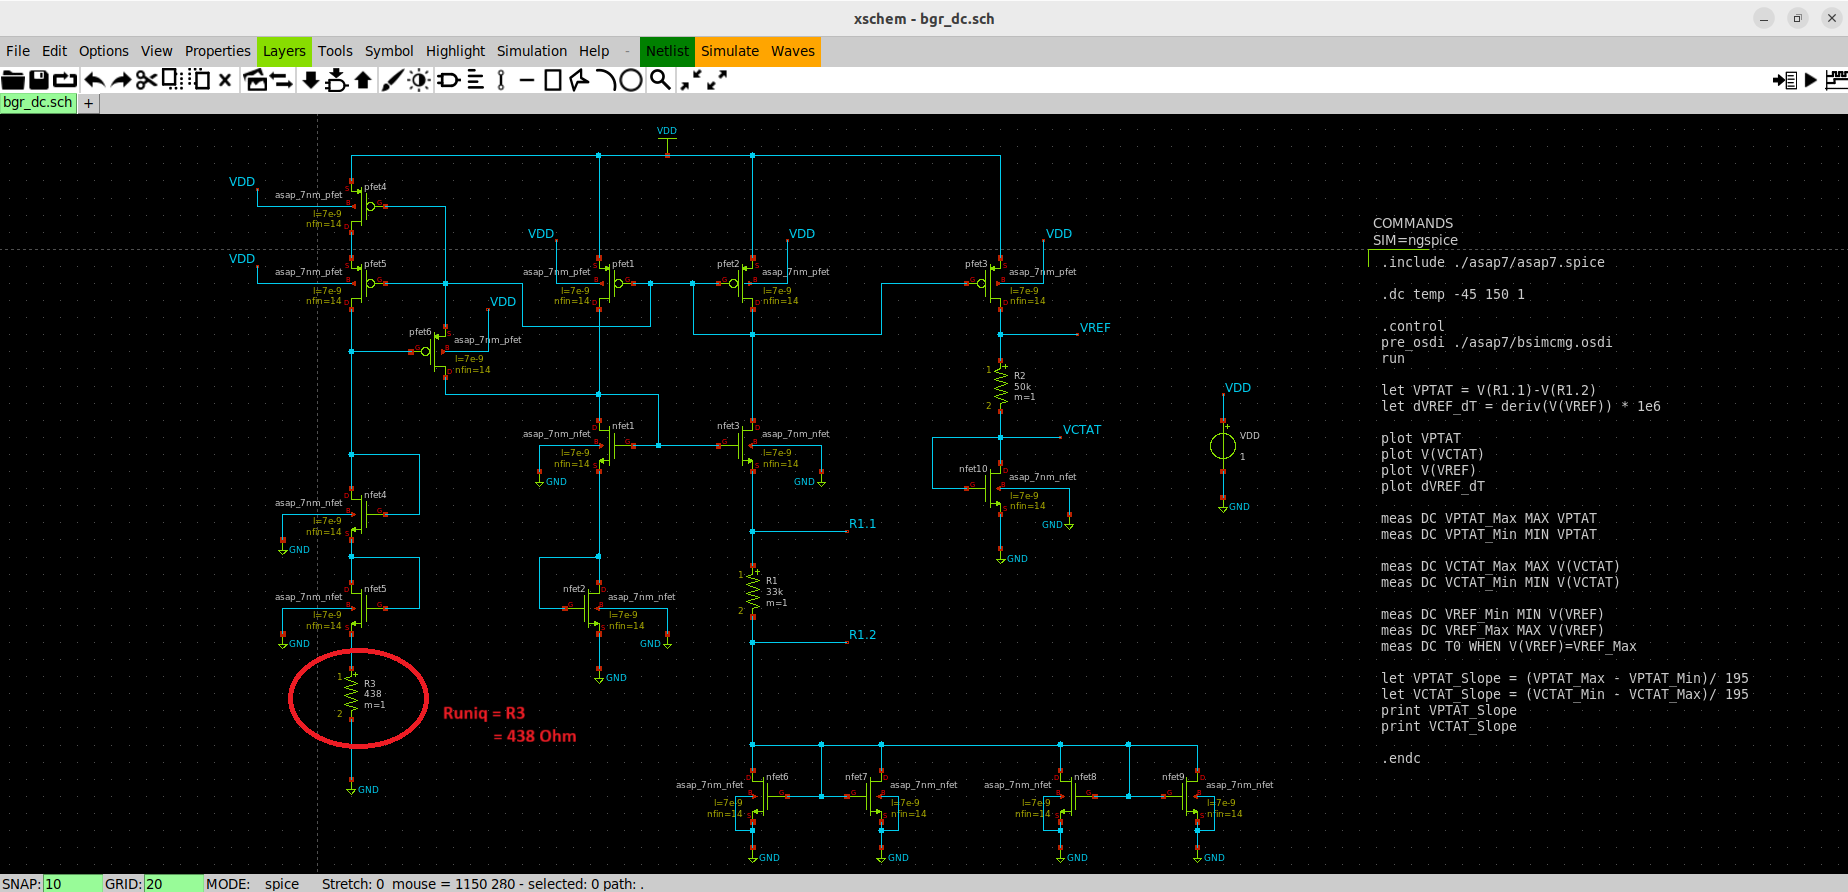 xschem - bgr_dc.sch
File Edit Options View Properties Layers Tools Symbol Highlight Simulation Help - Netlist Simulate Waves
bgr_dc.sch +
VDD
VDD
asap_7nm_pfet
pfet4
l=7e-9
nfin=14
VDD
asap_7nm_pfet
pfet5
l=7e-9
nfin=14
VDD
pfet6
asap_7nm_pfet
l=7e-9
nfin=14
VDD
asap_7nm_pfet
pfet1
l=7e-9
nfin=14
VDD
pfet2
asap_7nm_pfet
l=7e-9
nfin=14
VDD
pfet3
asap_7nm_pfet
l=7e-9
nfin=14
VREF
1
R2
50k
m=1
2
VCTAT
nfet10
asap_7nm_nfet
l=7e-9
nfin=14
GND
GND
VDD
VDD
1
GND
asap_7nm_nfet
nfet1
l=7e-9
nfin=14
GND
nfet3
asap_7nm_nfet
l=7e-9
nfin=14
GND
asap_7nm_nfet
nfet4
l=7e-9
nfin=14
GND
R1.1
1
R1
33k
m=1
2
R1.2
asap_7nm_nfet
nfet5
l=7e-9
nfin=14
GND
nfet2
asap_7nm_nfet
l=7e-9
nfin=14
GND
GND
1
R3
438
m=1
2
GND
Runiq = R3
= 438 Ohm
asap_7nm_nfet
nfet6
l=7e-9
nfin=14
GND
nfet7
asap_7nm_nfet
l=7e-9
nfin=14
GND
asap_7nm_nfet
nfet8
l=7e-9
nfin=14
GND
nfet9
asap_7nm_nfet
l=7e-9
nfin=14
GND
COMMANDS
SIM=ngspice
.include ./asap7/asap7.spice
.dc temp -45 150 1
.control
pre_osdi ./asap7/bsimcmg.osdi
run
let VPTAT = V(R1.1)-V(R1.2)
let dVREF_dT = deriv(V(VREF)) * 1e6
plot VPTAT
plot V(VCTAT)
plot V(VREF)
plot dVREF_dT
meas DC VPTAT_Max MAX VPTAT
meas DC VPTAT_Min MIN VPTAT
meas DC VCTAT_Max MAX V(VCTAT)
meas DC VCTAT_Min MIN V(VCTAT)
meas DC VREF_Min MIN V(VREF)
meas DC VREF_Max MAX V(VREF)
meas DC T0 WHEN V(VREF)=VREF_Max
let VPTAT_Slope = (VPTAT_Max - VPTAT_Min)/ 195
let VCTAT_Slope = (VCTAT_Min - VCTAT_Max)/ 195
print VPTAT_Slope
print VCTAT_Slope
.endc
SNAP: 10 GRID: 20 MODE: spice Stretch: 0 mouse = 1150 280 - selected: 0 path: .